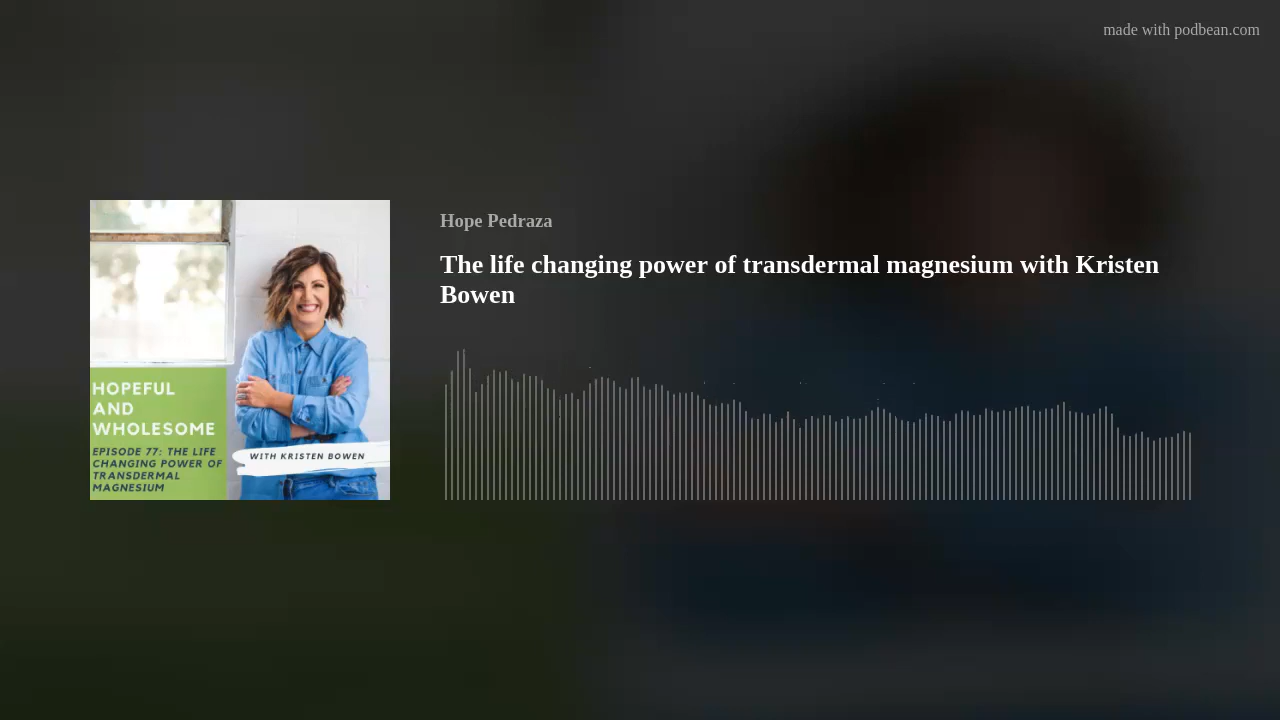 made with podbean.com
Hope Pedraza
The life changing power of transdermal magnesium with Kristen
Bowen
HOPEFUL
AND
WHOLESOME
EPISODE 77: THE LIFE
CHANGING POWER OF
TRANSDERMAL
MAGNESIUM
WITH KRISTEN BOWEN